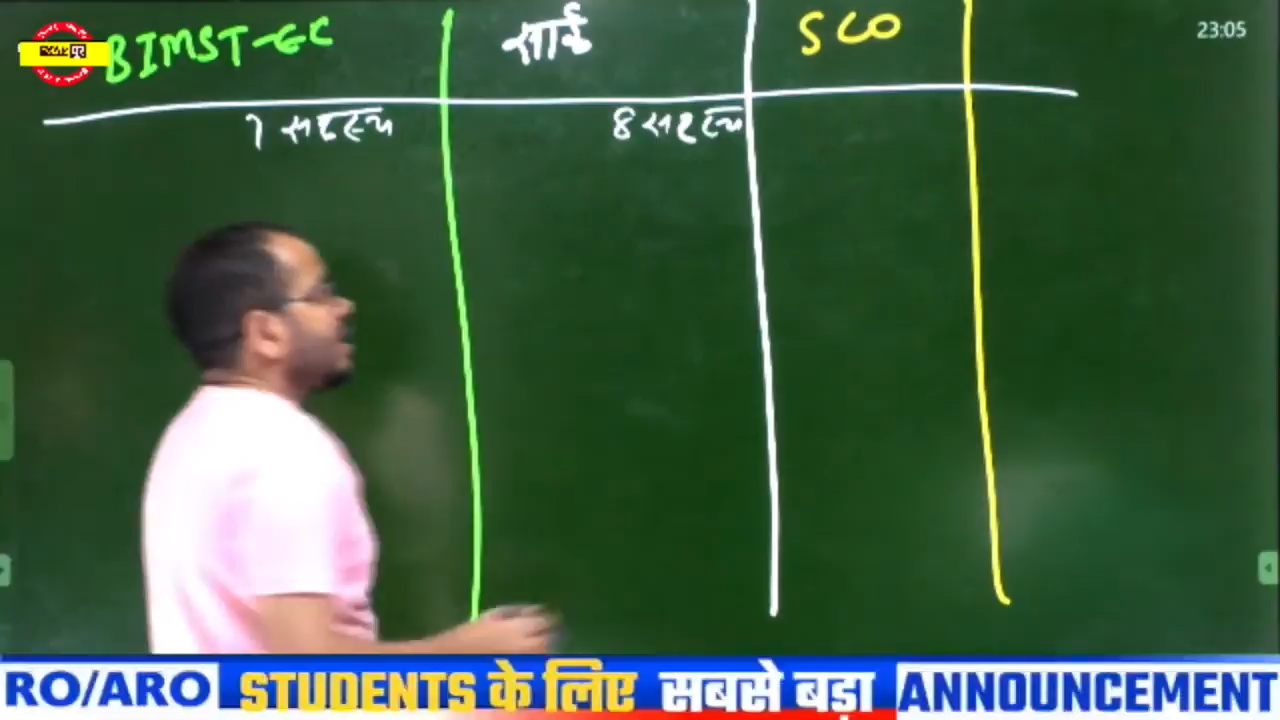 BIMST-EC सार्क SCO
23:05
7 सदस्य 8 सदस्य
RO/ARO STUDENTS के लिए सबसे बड़ा ANNOUNCEMENT